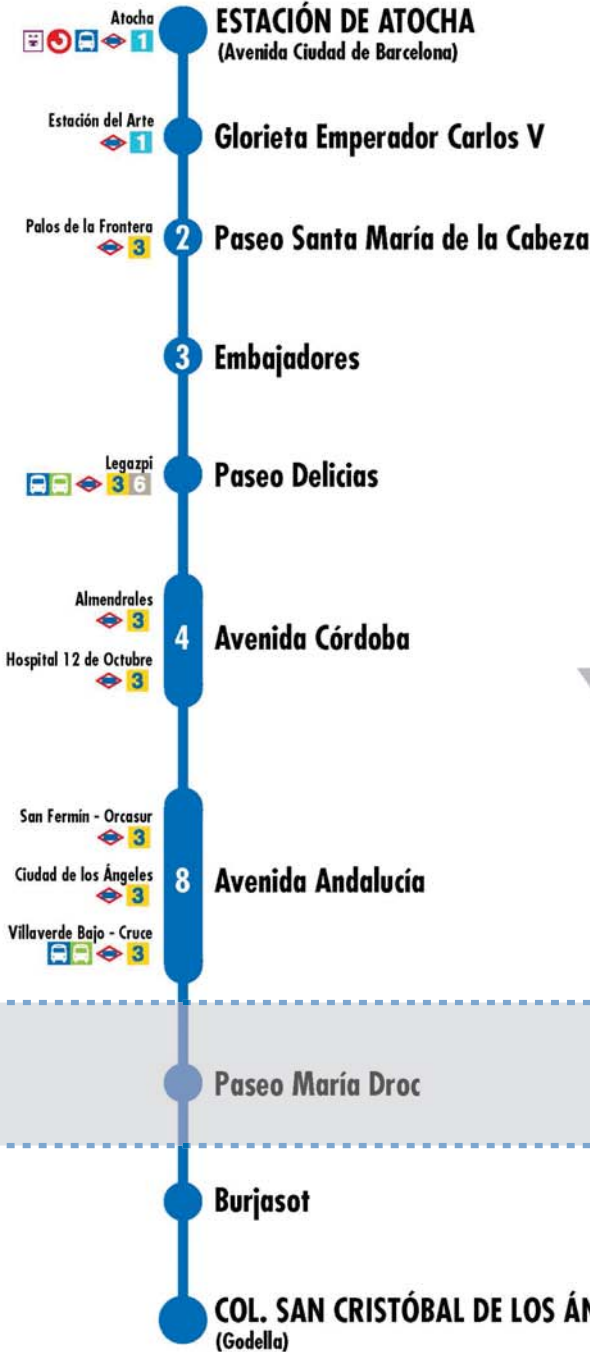 Atocha
1
ESTACIÓN DE ATOCHA
(Avenida Ciudad de Barcelona)
Estación del Arte
1
Glorieta Emperador Carlos V
Palos de la Frontera
3
2
Paseo Santa María de la Cabeza
3
Embajadores
Legazpi
3 6
Paseo Delicias
Almendrales
3
Hospital 12 de Octubre
3
4
Avenida Córdoba
San Fermín - Orcasur
3
Ciudad de los Ángeles
3
Villaverde Bajo - Cruce
3
8
Avenida Andalucía
Paseo María Droc
Burjasot
COL. SAN CRISTÓBAL DE LOS ÁN
(Godella)